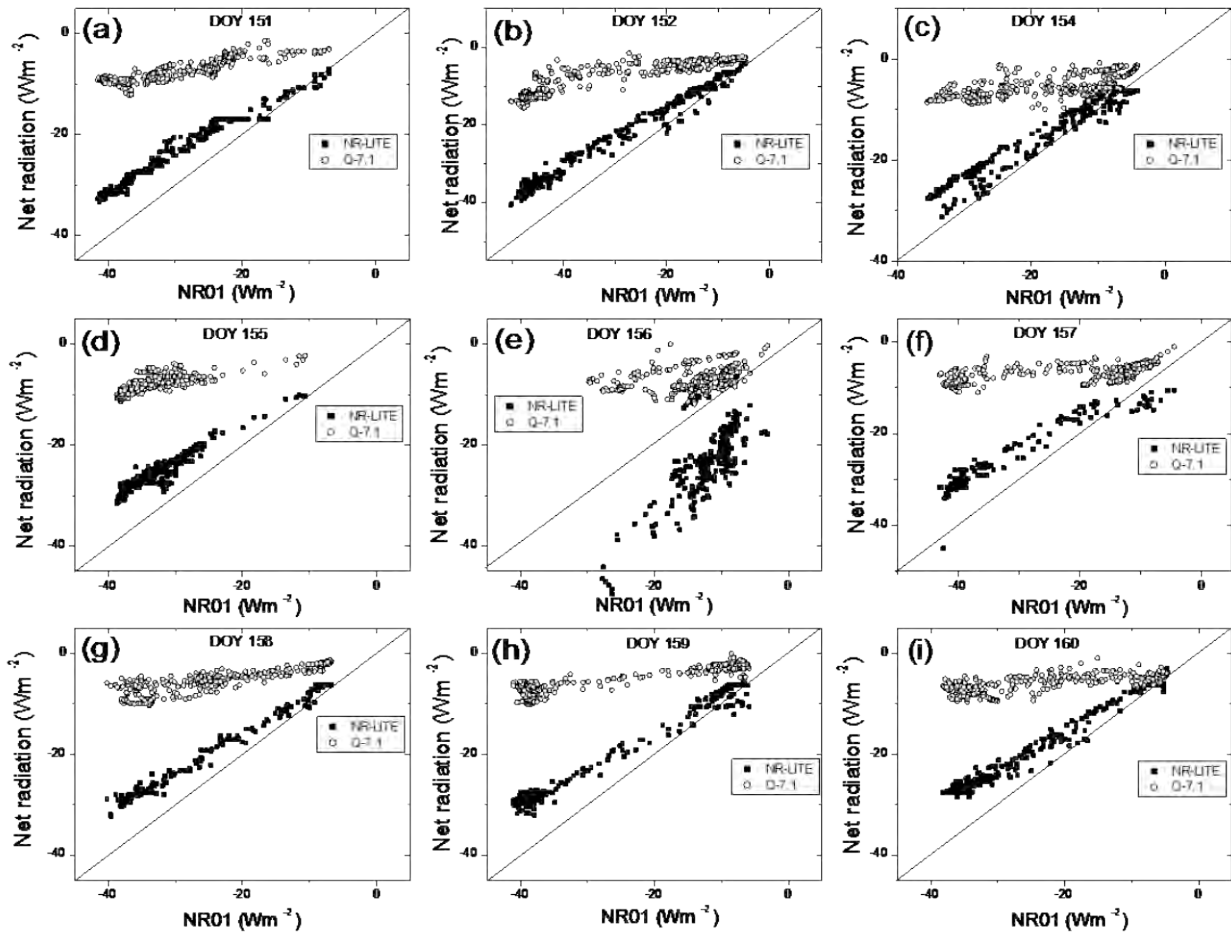 (a)
DOY 151
Net radiation (Wm⁻²)
0
-20
-40
NR-LITE
Q-7.1
-40
-20
0
NR01 (Wm⁻²)
(b)
DOY 152
Net radiation (Wm⁻²)
0
-20
-40
NR-LITE
Q-7.1
-40
-20
0
NR01 (Wm⁻²)
(c)
DOY 154
Net radiation (Wm⁻²)
10
0
-10
-20
-30
-40
NR-LITE
Q-7.1
-40
-20
0
NR01 (Wm⁻²)
(d)
DOY 155
Net radiation (Wm⁻²)
0
-20
-40
NR-LITE
Q-7.1
-40
-20
0
NR01 (Wm⁻²)
(e)
DOY 156
Net radiation (Wm⁻²)
0
-20
-40
NR-LITE
Q-7.1
-40
-20
0
NR01 (Wm⁻²)
(f)
DOY 157
Net radiation (Wm⁻²)
0
-20
-40
NR-LITE
Q-7.1
-40
-20
0
NR01 (Wm⁻²)
(g)
DOY 158
Net radiation (Wm⁻²)
0
-20
-40
NR-LITE
Q-7.1
-40
-20
0
NR01 (Wm⁻²)
(h)
DOY 159
Net radiation (Wm⁻²)
0
-20
-40
NR-LITE
Q-7.1
-40
-20
0
NR01 (Wm⁻²)
(i)
DOY 160
Net radiation (Wm⁻²)
0
-20
-40
NR-LITE
Q-7.1
-40
-20
0
NR01 (Wm⁻²)